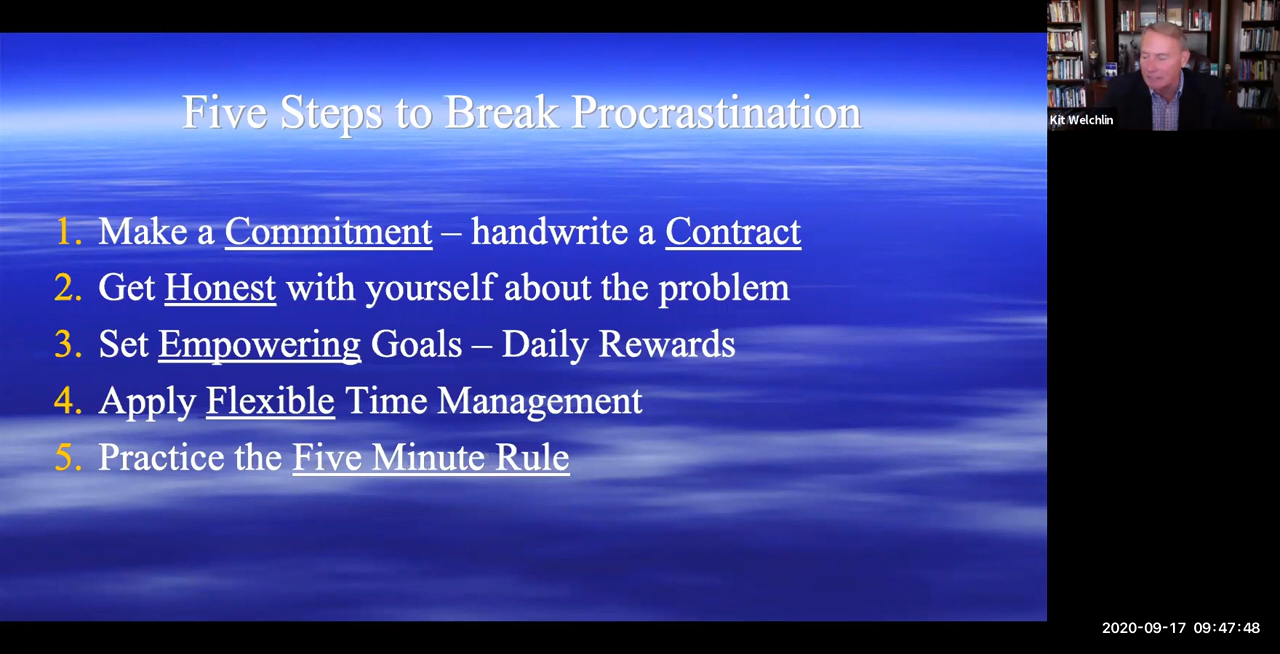 Five Steps to Break Procrastination
1. Make a Commitment – handwrite a Contract
2. Get Honest with yourself about the problem
3. Set Empowering Goals – Daily Rewards
4. Apply Flexible Time Management
5. Practice the Five Minute Rule
Kit Welchlin
2020-09-17 09:47:48